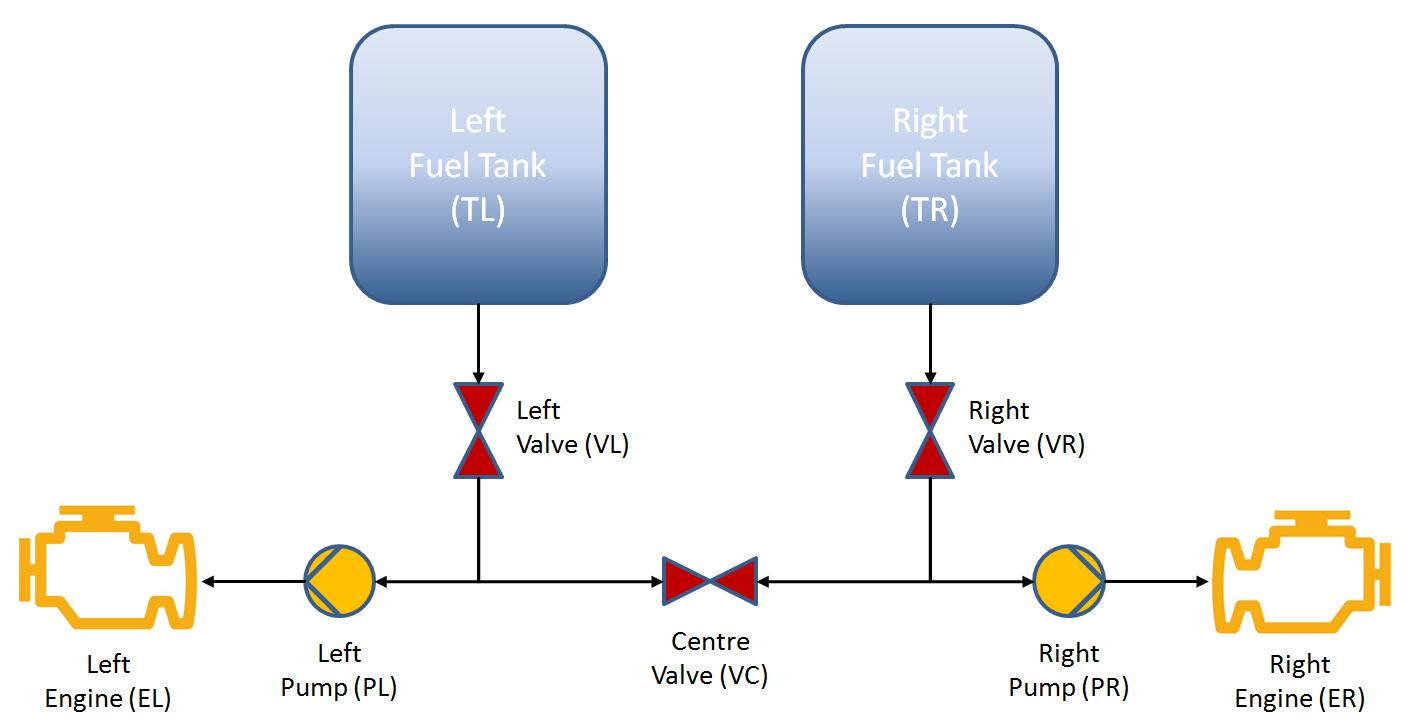 Left
Fuel Tank
(TL)
Right
Fuel Tank
(TR)
Left
Valve (VL)
Right
Valve (VR)
Left
Engine (EL)
Left
Pump (PL)
Centre
Valve (VC)
Right
Pump (PR)
Right
Engine (ER)